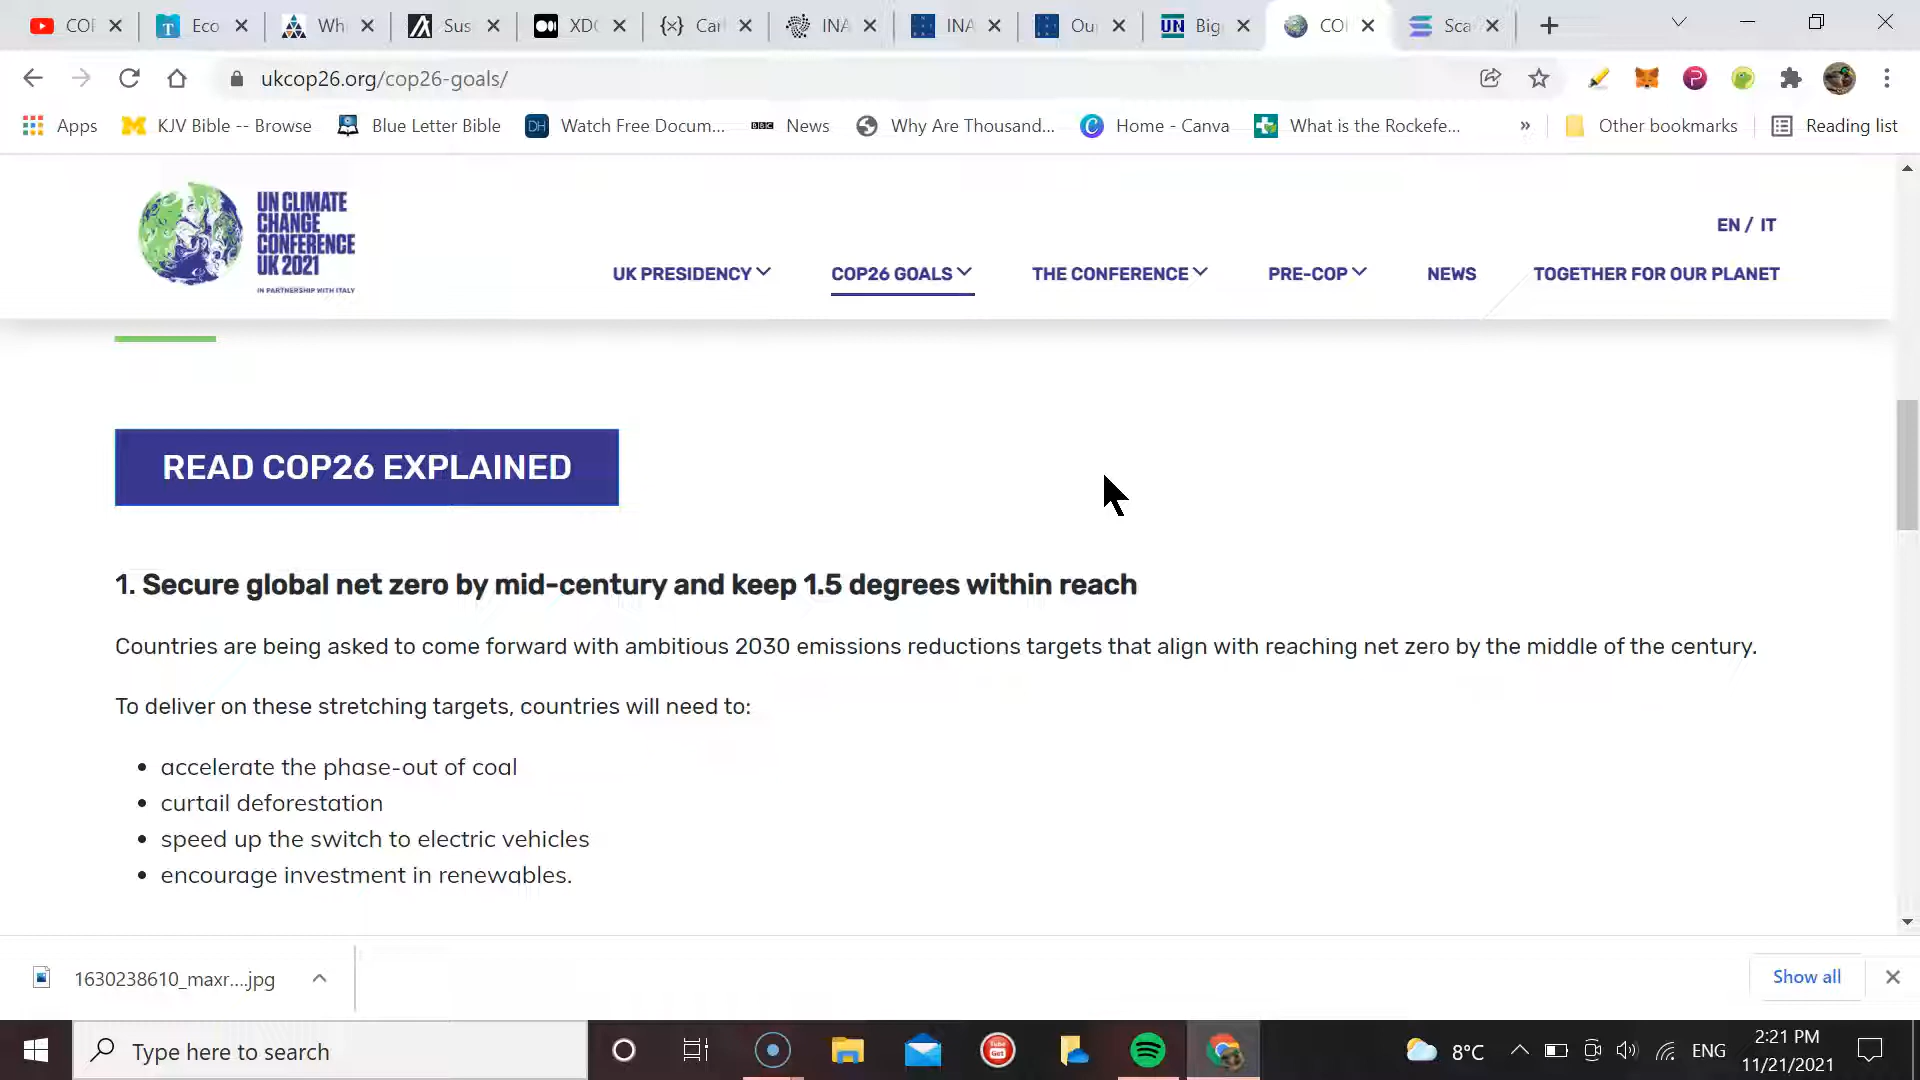 COI
Eco
Wh
Sus
XDC
Car
INA
INA
Ou
UN Big
COI
Sca
ukcop26.org/cop26-goals/
Apps
KJV Bible -- Browse
Blue Letter Bible
DH Watch Free Docum...
BBC News
Why Are Thousand...
Home - Canva
What is the Rockefe...
»
Other bookmarks
Reading list
UN CLIMATE
CHANGE
CONFERENCE
UK 2021
IN PARTNERSHIP WITH ITALY
EN / IT
UK PRESIDENCY
COP26 GOALS
THE CONFERENCE
PRE-COP
NEWS
TOGETHER FOR OUR PLANET
READ COP26 EXPLAINED
1. Secure global net zero by mid-century and keep 1.5 degrees within reach
Countries are being asked to come forward with ambitious 2030 emissions reductions targets that align with reaching net zero by the middle of the century.
To deliver on these stretching targets, countries will need to:
• accelerate the phase-out of coal
• curtail deforestation
• speed up the switch to electric vehicles
• encourage investment in renewables.
1630238610_maxr....jpg
Show all
Type here to search
8°C
ENG
2:21 PM
11/21/2021